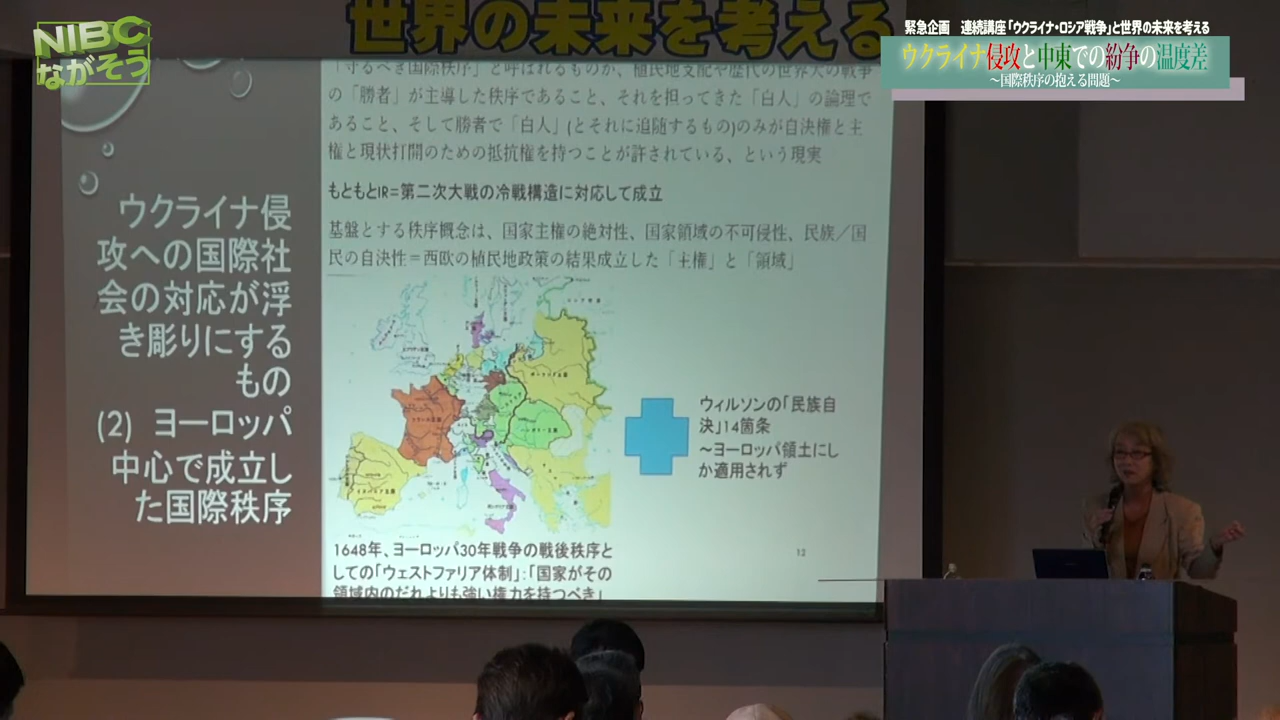 NIBC
ながそう
世界の未来を考える
緊急企画 連続講座「ウクライナ・ロシア戦争」と世界の未来を考える
ウクライナ侵攻と中東での紛争の温度差
～国際秩序の抱える問題～
ウクライナ侵
攻への国際社
会の対応が浮
き彫りにする
もの
(2) ヨーロッパ
中心で成立し
た国際秩序
「守るべき国際秩序」と呼ばれるものが、植民地支配や歴代の世界大の戦争
の「勝者」が主導した秩序であること、それを担ってきた「白人」の論理で
あること、そして勝者で「白人」(とそれに追随するもの)のみが自決権と主
権と現状打開のための抵抗権を持つことが許されている、という現実
もともとIR=第二次大戦の冷戦構造に対応して成立
基盤とする秩序概念は、国家主権の絶対性、国家領域の不可侵性、民族／国
民の自決性＝西欧の植民地政策の結果成立した「主権」と「領域」
ウィルソンの「民族自
決」14箇条
～ヨーロッパ領土にし
か適用されず
1648年、ヨーロッパ30年戦争の戦後秩序と
しての「ウェストファリア体制」:「国家がその
領域内のだれよりも強い権力を持つべき」
12